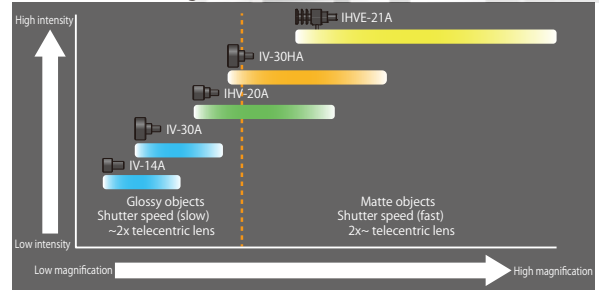 High intensity
IHVE-21A
IV-30HA
IHV-20A
IV-30A
IV-14A
Glossy objects
Shutter speed (slow)
~2x telecentric lens
Matte objects
Shutter speed (fast)
2x~ telecentric lens
Low intensity
Low magnification
High magnification